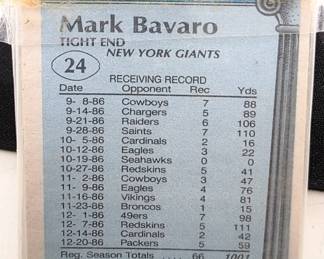 Mark Bavaro
TIGHT END
NEW YORK GIANTS
24
RECEIVING RECORD
Date Opponent Rec Yds
9- 8-86 Cowboys 7 88
9-14-86 Chargers 5 89
9-21-86 Raiders 6 106
9-28-86 Saints 7 110
10- 5-86 Cardinals 2 16
10-12-86 Eagles 3 22
10-19-86 Seahawks 0 0
10-27-86 Redskins 5 41
11- 2-86 Cowboys 3 47
11- 9-86 Eagles 4 76
11-16-86 Vikings 4 81
11-23-86 Broncos 1 15
12- 1-86 49ers 7 98
12- 7-86 Redskins 5 111
12-14-86 Cardinals 2 42
12-20-86 Packers 5 59
Reg. Season Totals 66 1001